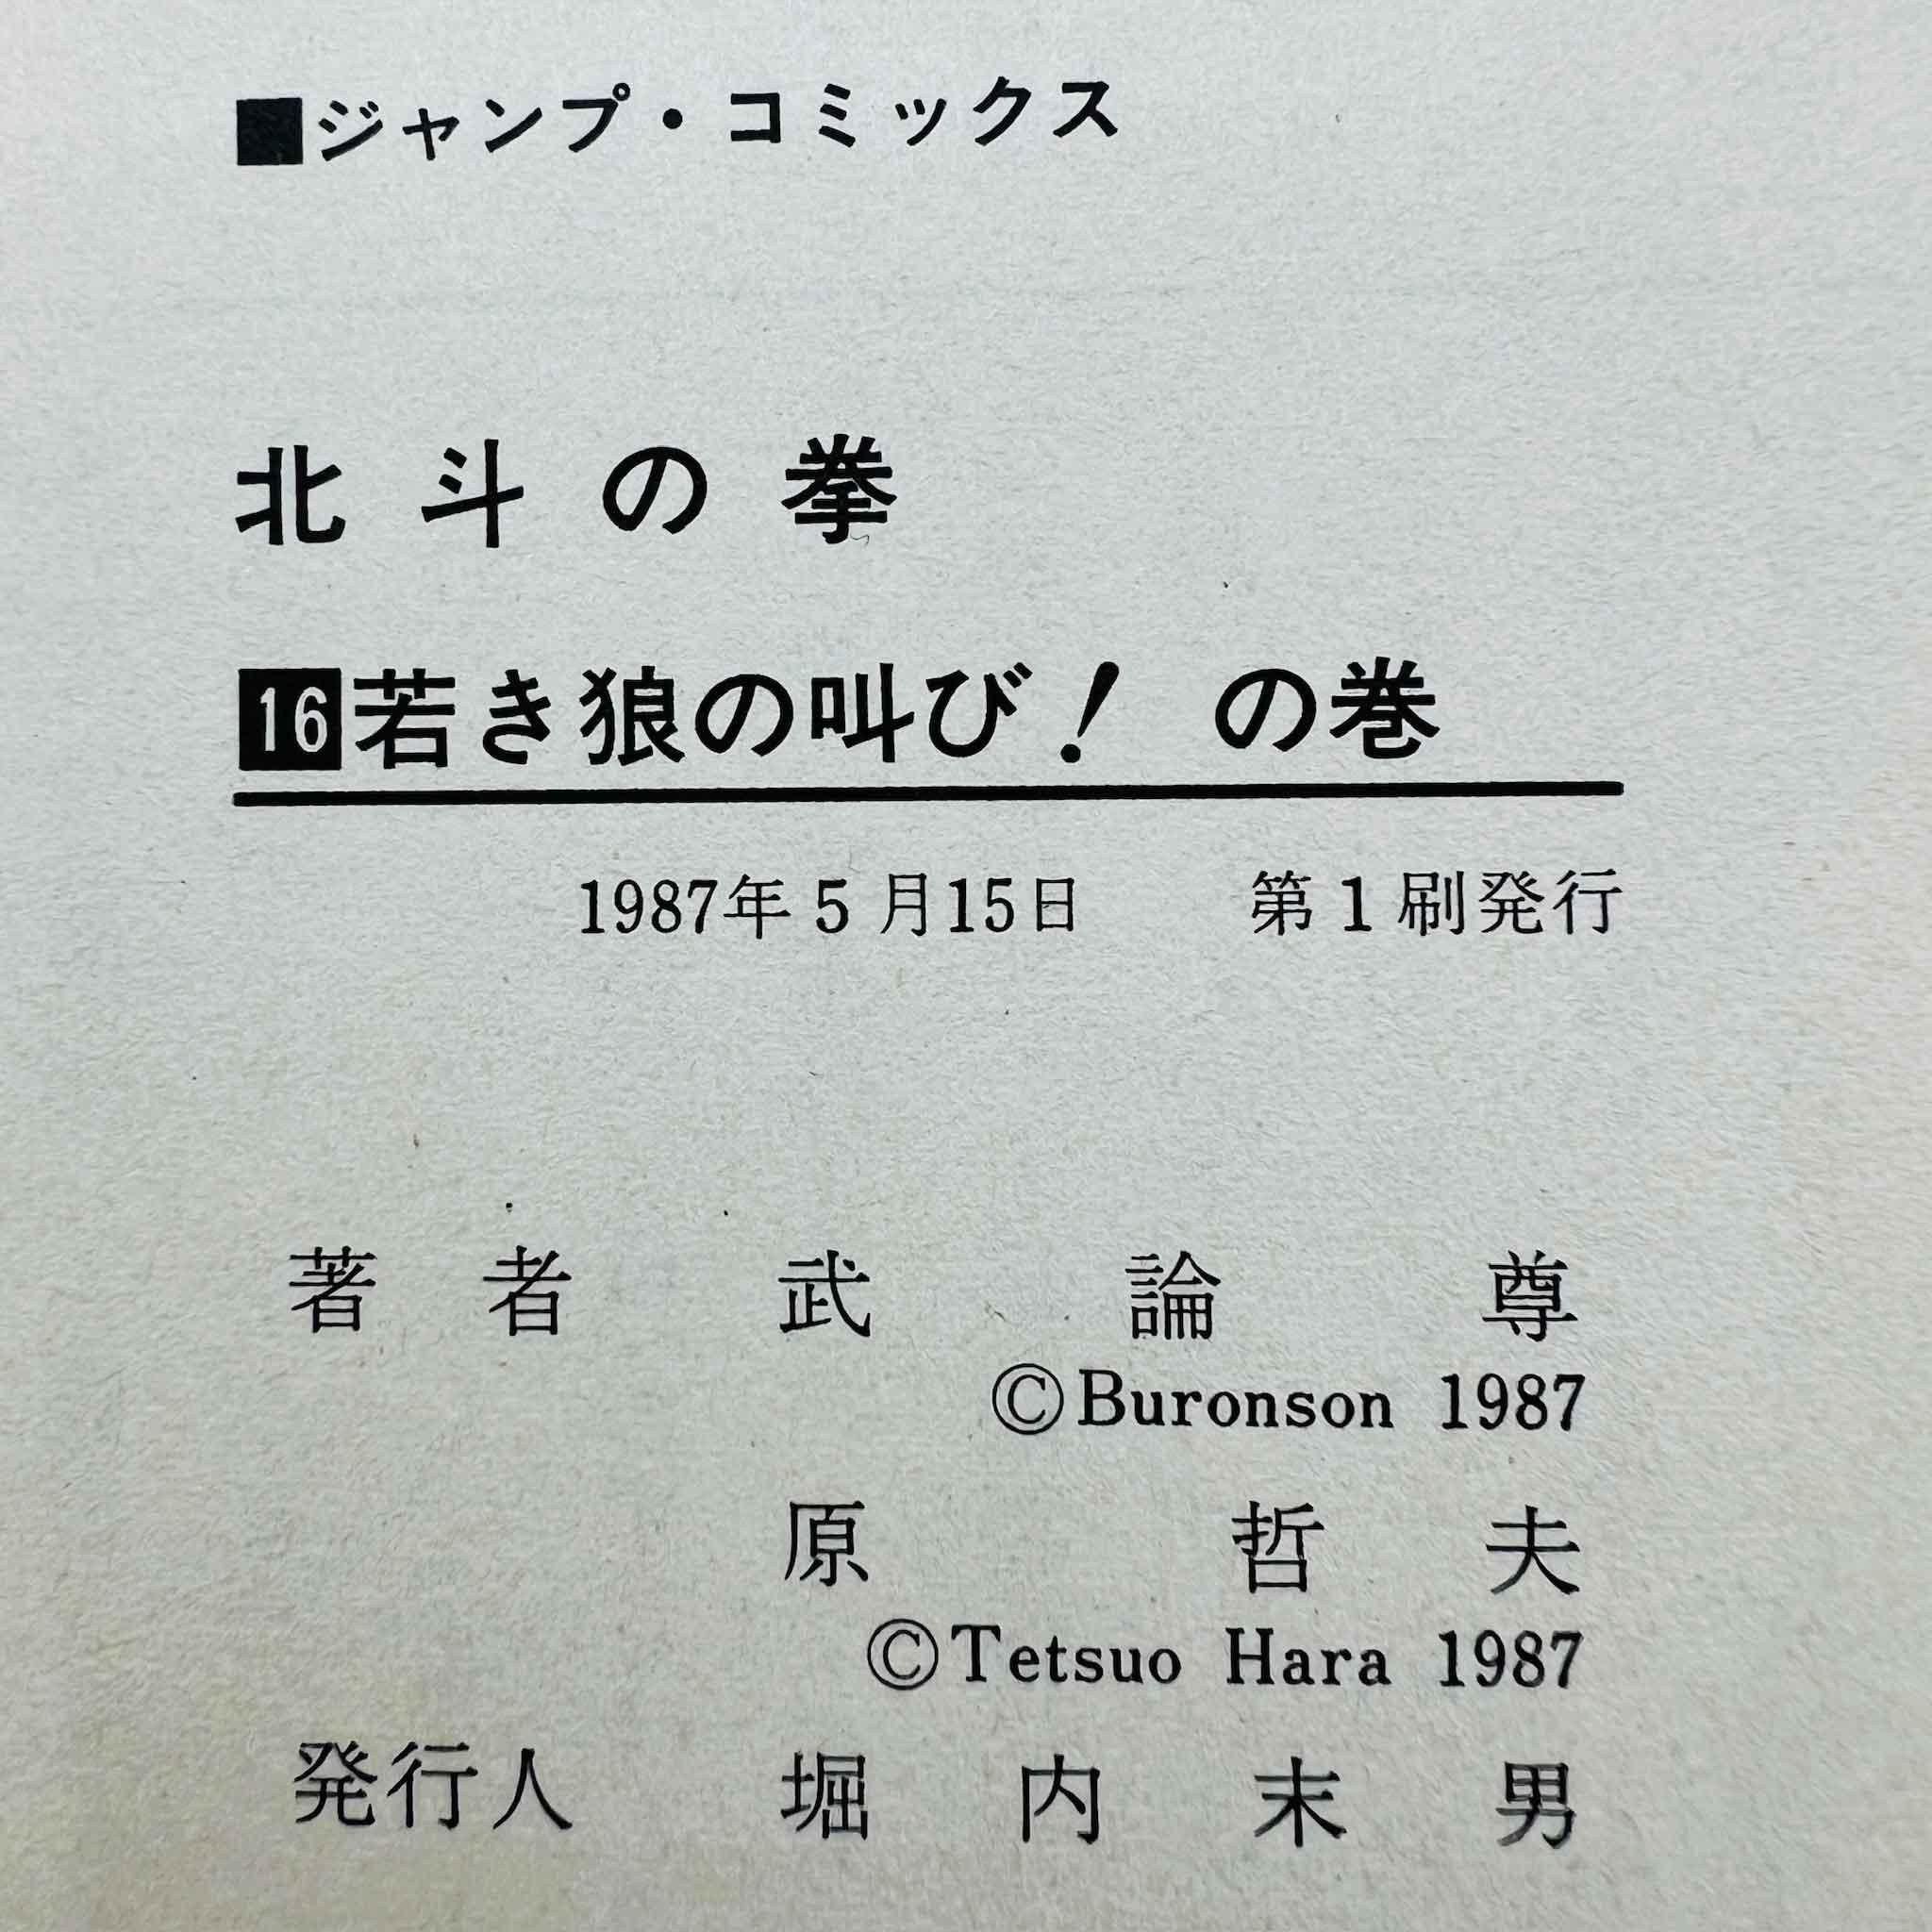 ■ジャンプ・コミックス
北斗の拳
16若き狼の叫び! の巻
1987年5月15日 第1刷発行
著者 武論尊
©Buronson 1987
原哲夫
©Tetsuo Hara 1987
発行人 堀内末男